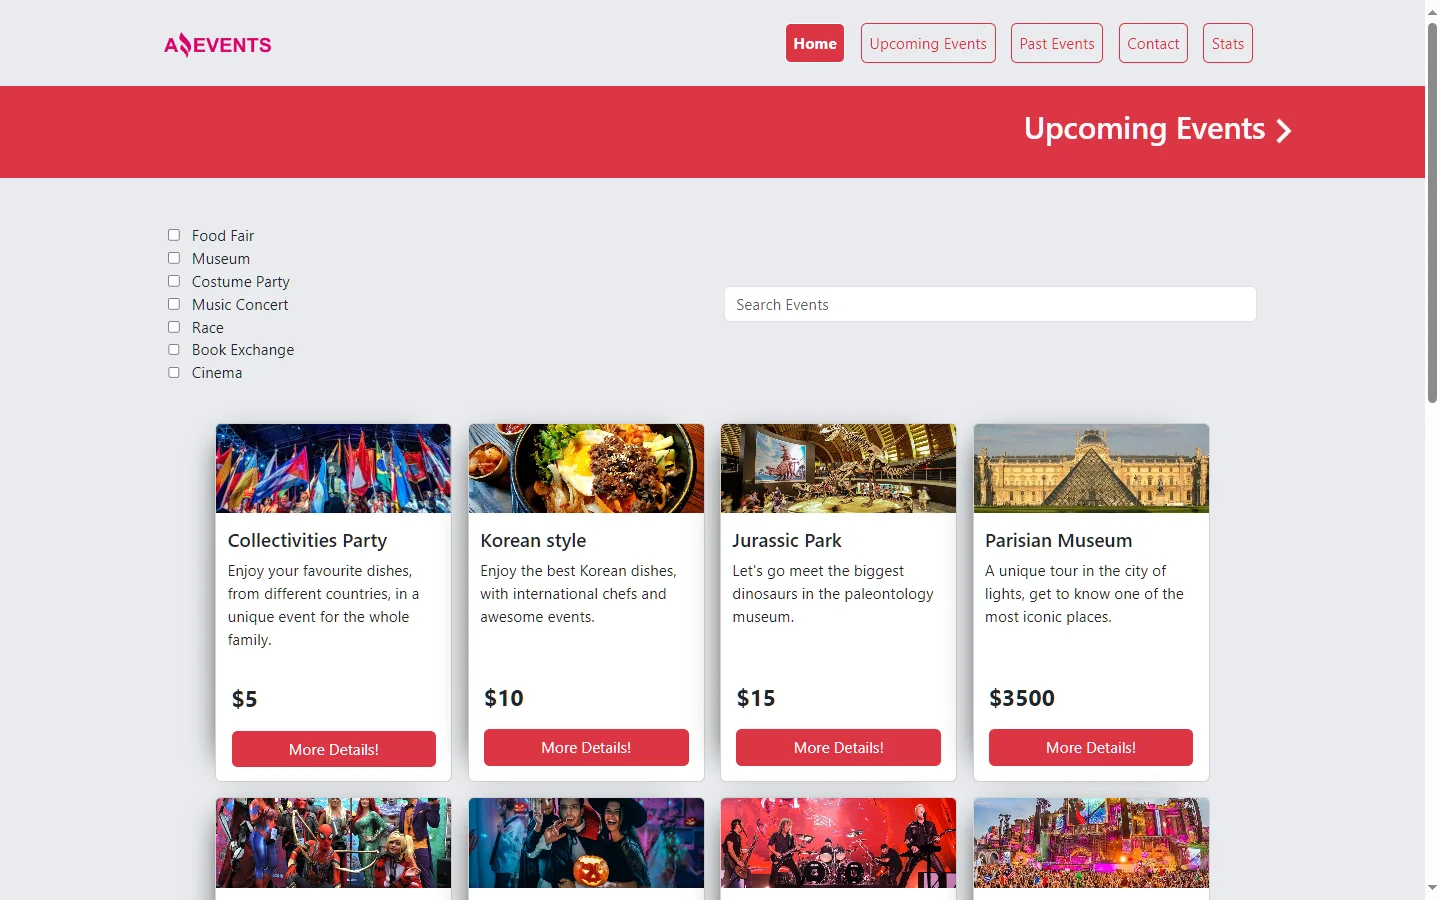 A EVENTS
Home
Upcoming Events
Past Events
Contact
Stats
Upcoming Events
Food Fair
Museum
Costume Party
Music Concert
Race
Book Exchange
Cinema
Search Events
Collectivities Party
Enjoy your favourite dishes,
from different countries, in a
unique event for the whole
family.
$5
More Details!
Korean style
Enjoy the best Korean dishes,
with international chefs and
awesome events.
$10
More Details!
Jurassic Park
Let's go meet the biggest
dinosaurs in the paleontology
museum.
$15
More Details!
Parisian Museum
A unique tour in the city of
lights, get to know one of the
most iconic places.
$3500
More Details!